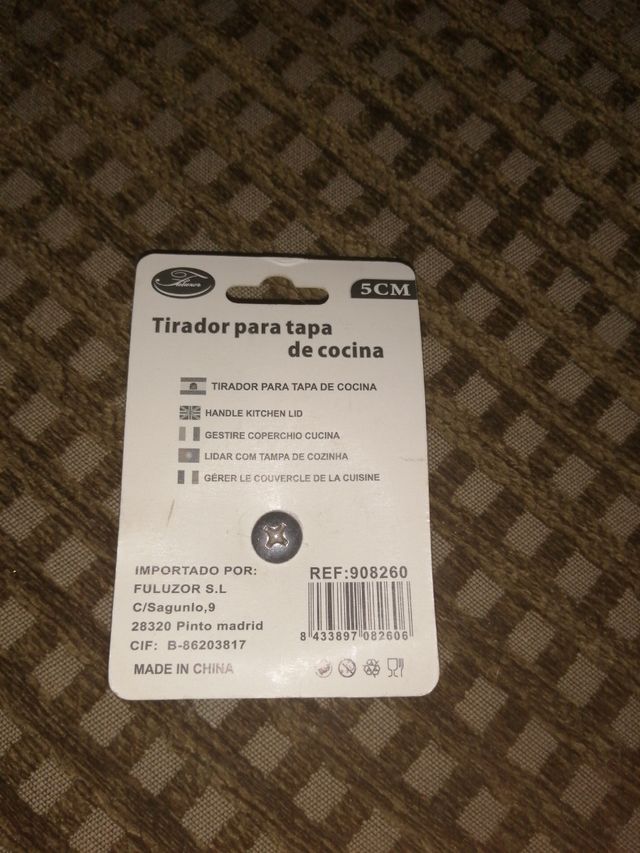 Fuluzor
5CM
Tirador para tapa
de cocina
TIRADOR PARA TAPA DE COCINA
HANDLE KITCHEN LID
GESTIRE COPERCHIO CUCINA
LIDAR COM TAMPA DE COZINHA
GÉRER LE COUVERCLE DE LA CUISINE
IMPORTADO POR:
FULUZOR S.L
C/Sagunlo,9
28320 Pinto madrid
CIF: B-86203817
MADE IN CHINA
REF:908260
8 433897 082606